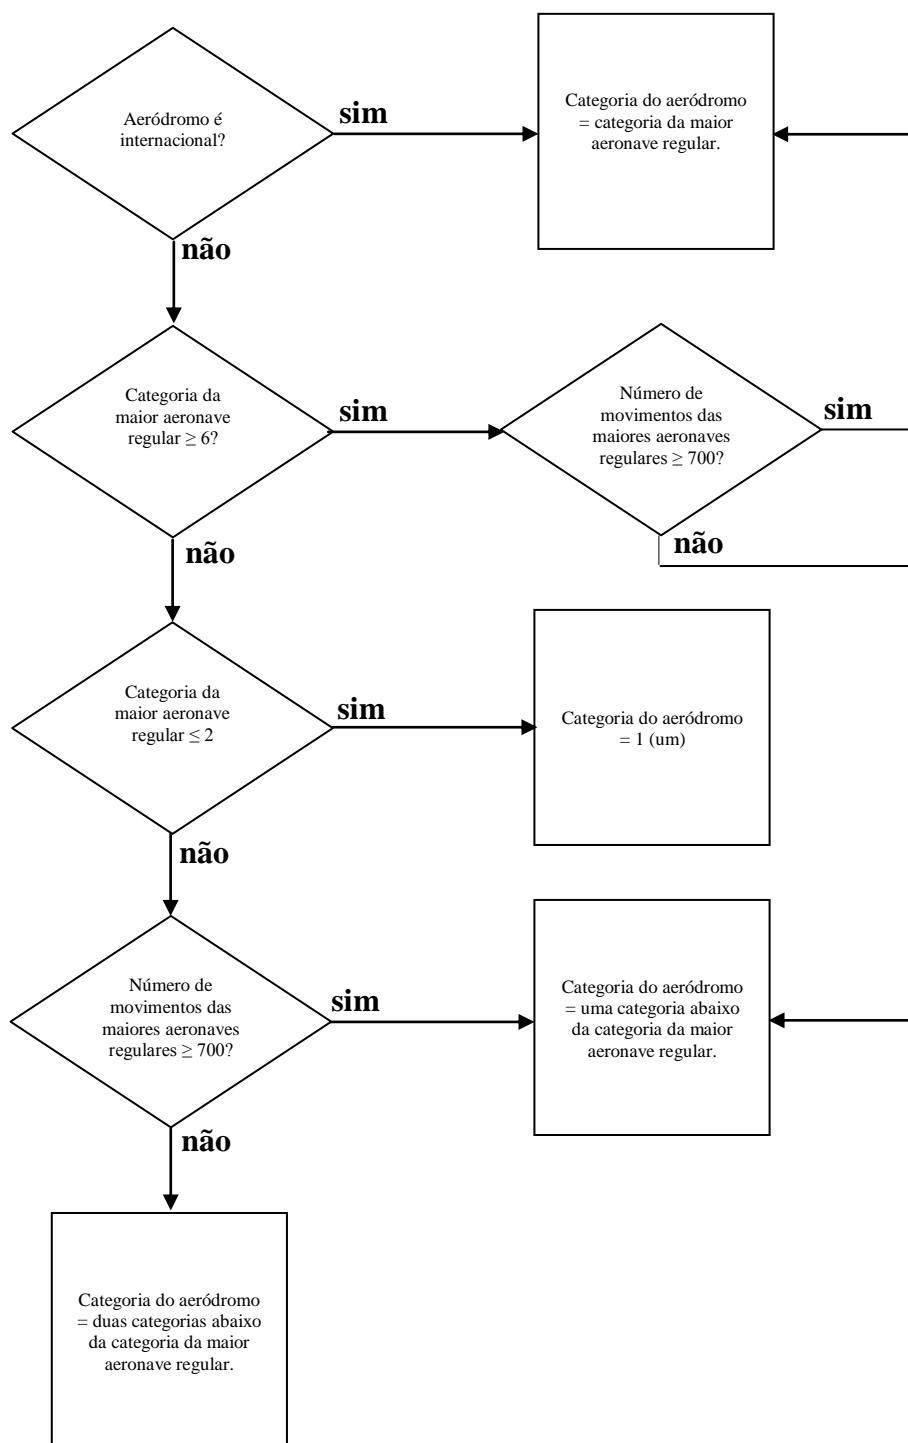 Aeródromo é
internacional?
sim
Categoria do aeródromo
= categoria da maior
aeronave regular.
não
Categoria da
maior aeronave
regular ≥ 6?
sim
Número de
movimentos das
maiores aeronaves
regulares ≥ 700?
sim
não
não
Categoria da
maior aeronave
regular ≤ 2
sim
Categoria do aeródromo
= 1 (um)
não
Número de
movimentos das
maiores aeronaves
regulares ≥ 700?
sim
Categoria do aeródromo
= uma categoria abaixo
da categoria da maior
aeronave regular.
não
Categoria do aeródromo
= duas categorias abaixo
da categoria da maior
aeronave regular.